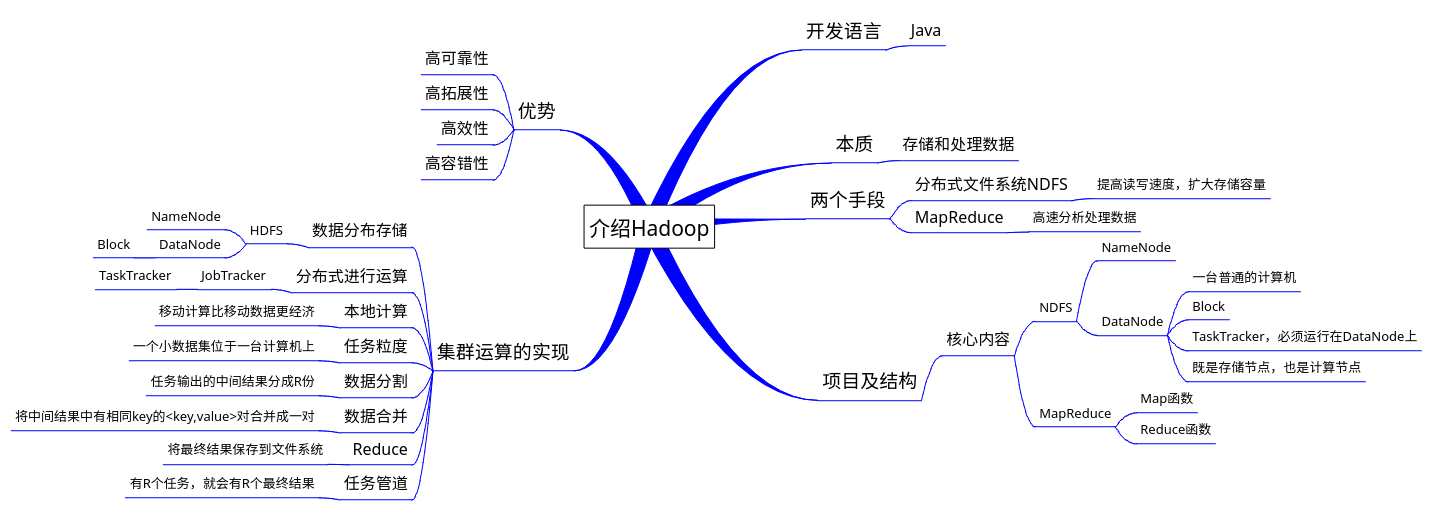 介绍Hadoop
开发语言
Java
本质
存储和处理数据
两个手段
分布式文件系统NDFS
提高读写速度，扩大存储容量
MapReduce
高速分析处理数据
项目及结构
核心内容
NDFS
NameNode
DataNode
一台普通的计算机
Block
TaskTracker，必须运行在DataNode上
既是存储节点，也是计算节点
MapReduce
Map函数
Reduce函数
优势
高可靠性
高拓展性
高效性
高容错性
集群运算的实现
数据分布存储
HDFS
NameNode
DataNode
Block
分布式进行运算
JobTracker
TaskTracker
本地计算
移动计算比移动数据更经济
任务粒度
一个小数据集位于一台计算机上
数据分割
任务输出的中间结果分成R份
数据合并
将中间结果中有相同key的<key,value>对合并成一对
Reduce
将最终结果保存到文件系统
任务管道
有R个任务，就会有R个最终结果